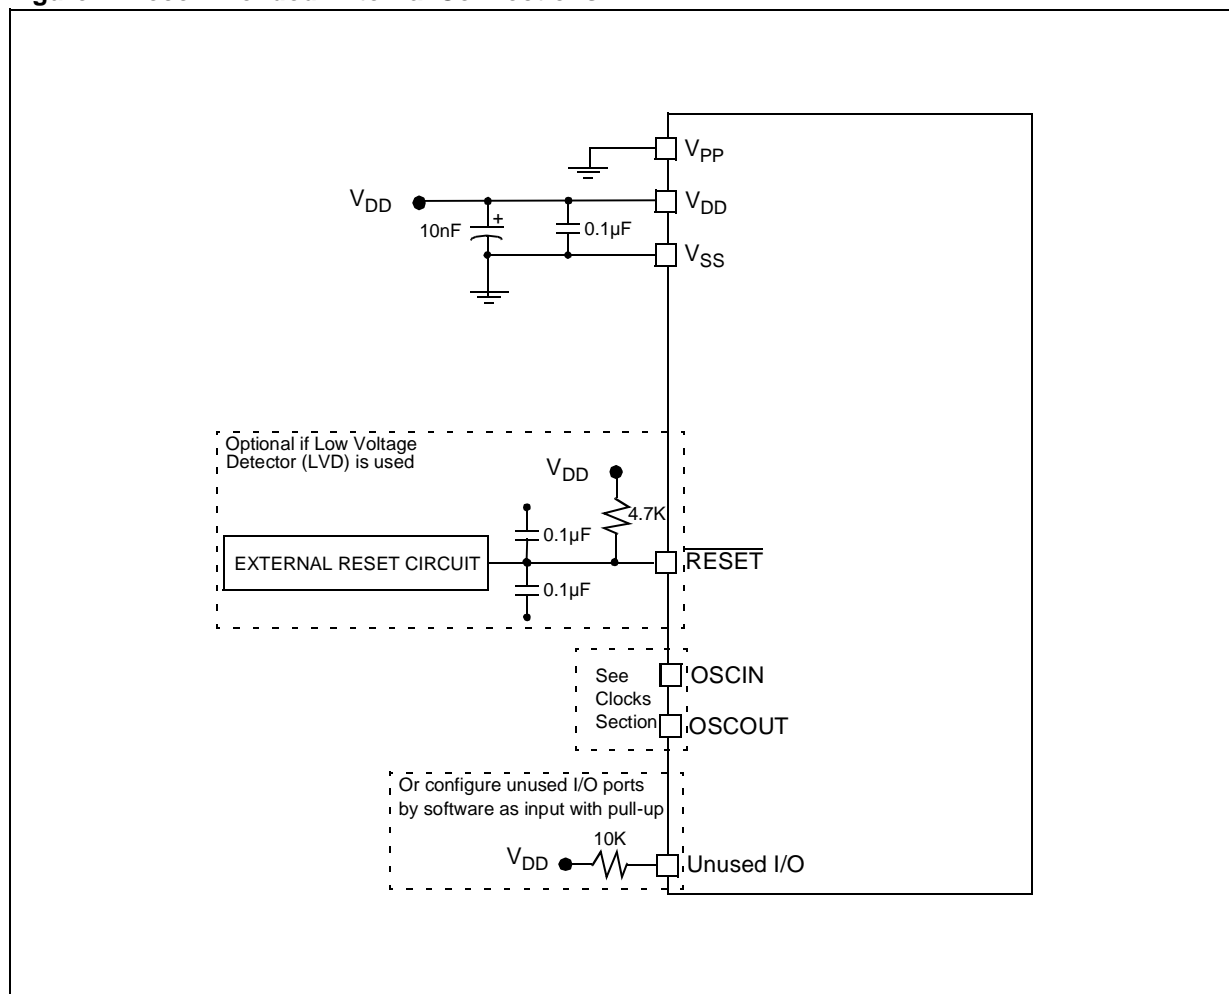 V_PP
V_DD
V_DD
10nF
+
0.1µF
V_SS
Optional if Low Voltage
Detector (LVD) is used
V_DD
4.7K
0.1µF
EXTERNAL RESET CIRCUIT
RESET
0.1µF
See
Clocks
Section
OSCIN
OSCOUT
Or configure unused I/O ports
by software as input with pull-up
10K
V_DD
Unused I/O